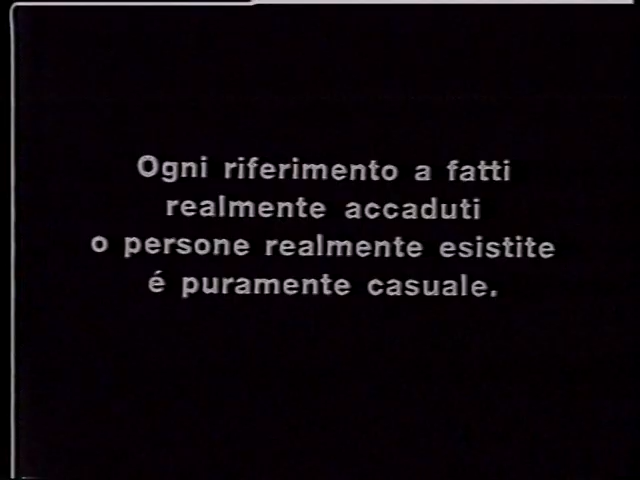 Ogni riferimento a fatti
realmente accaduti
o persone realmente esistite
é puramente casuale.